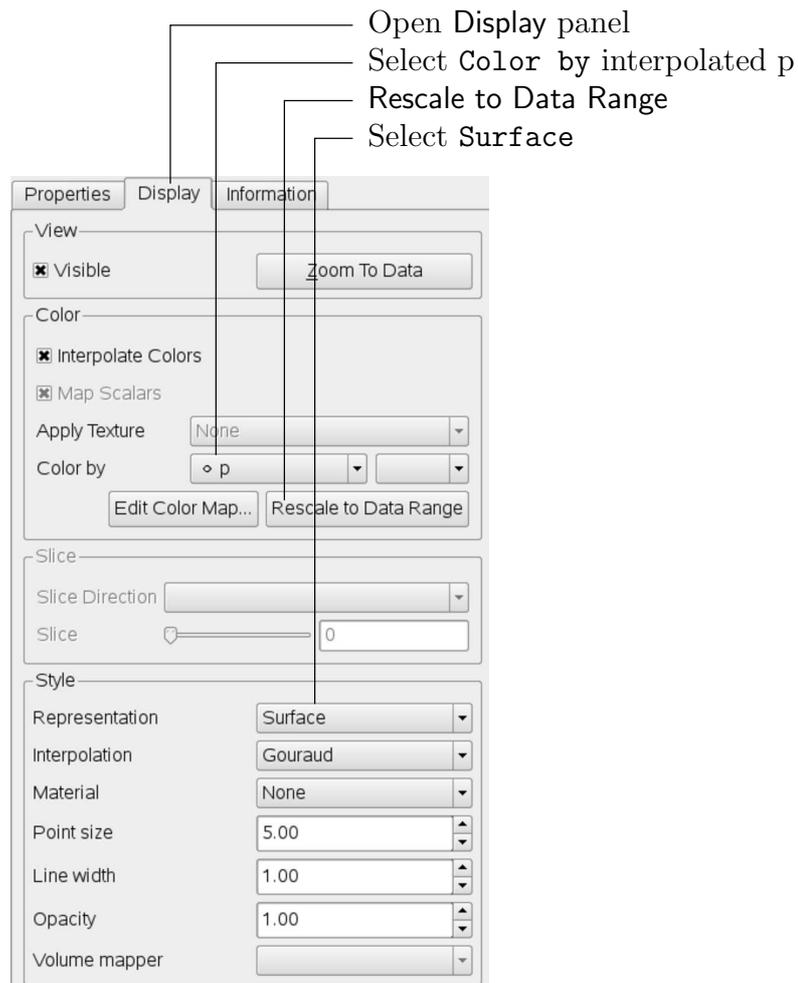 Open Display panel
Select Color by interpolated p
Rescale to Data Range
Select Surface
Properties Display Information
View
Visible Zoom To Data
Color
Interpolate Colors
Map Scalars
Apply Texture None
Color by p
Edit Color Map... Rescale to Data Range
Slice
Slice Direction
Slice 0
Style
Representation Surface
Interpolation Gouraud
Material None
Point size 5.00
Line width 1.00
Opacity 1.00
Volume mapper